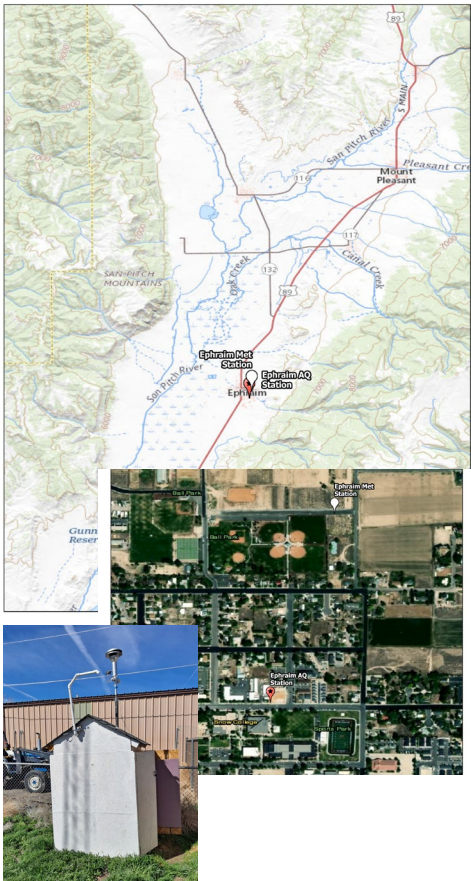 89
S MAIN
San Pitch River
Pleasant Cre
116
Mount
Pleasant
117
Oak Creek
Canal Creek
SAN PITCH
MOUNTAINS
132
89
Ephraim Met
Station
Ephraim AQ
Station
San Pitch River
Ephraim
Gunn
Reser
Ephraim Met
Station
Ball Park
Ball Park
Ephraim AQ
Station
Snow College
Sports Park